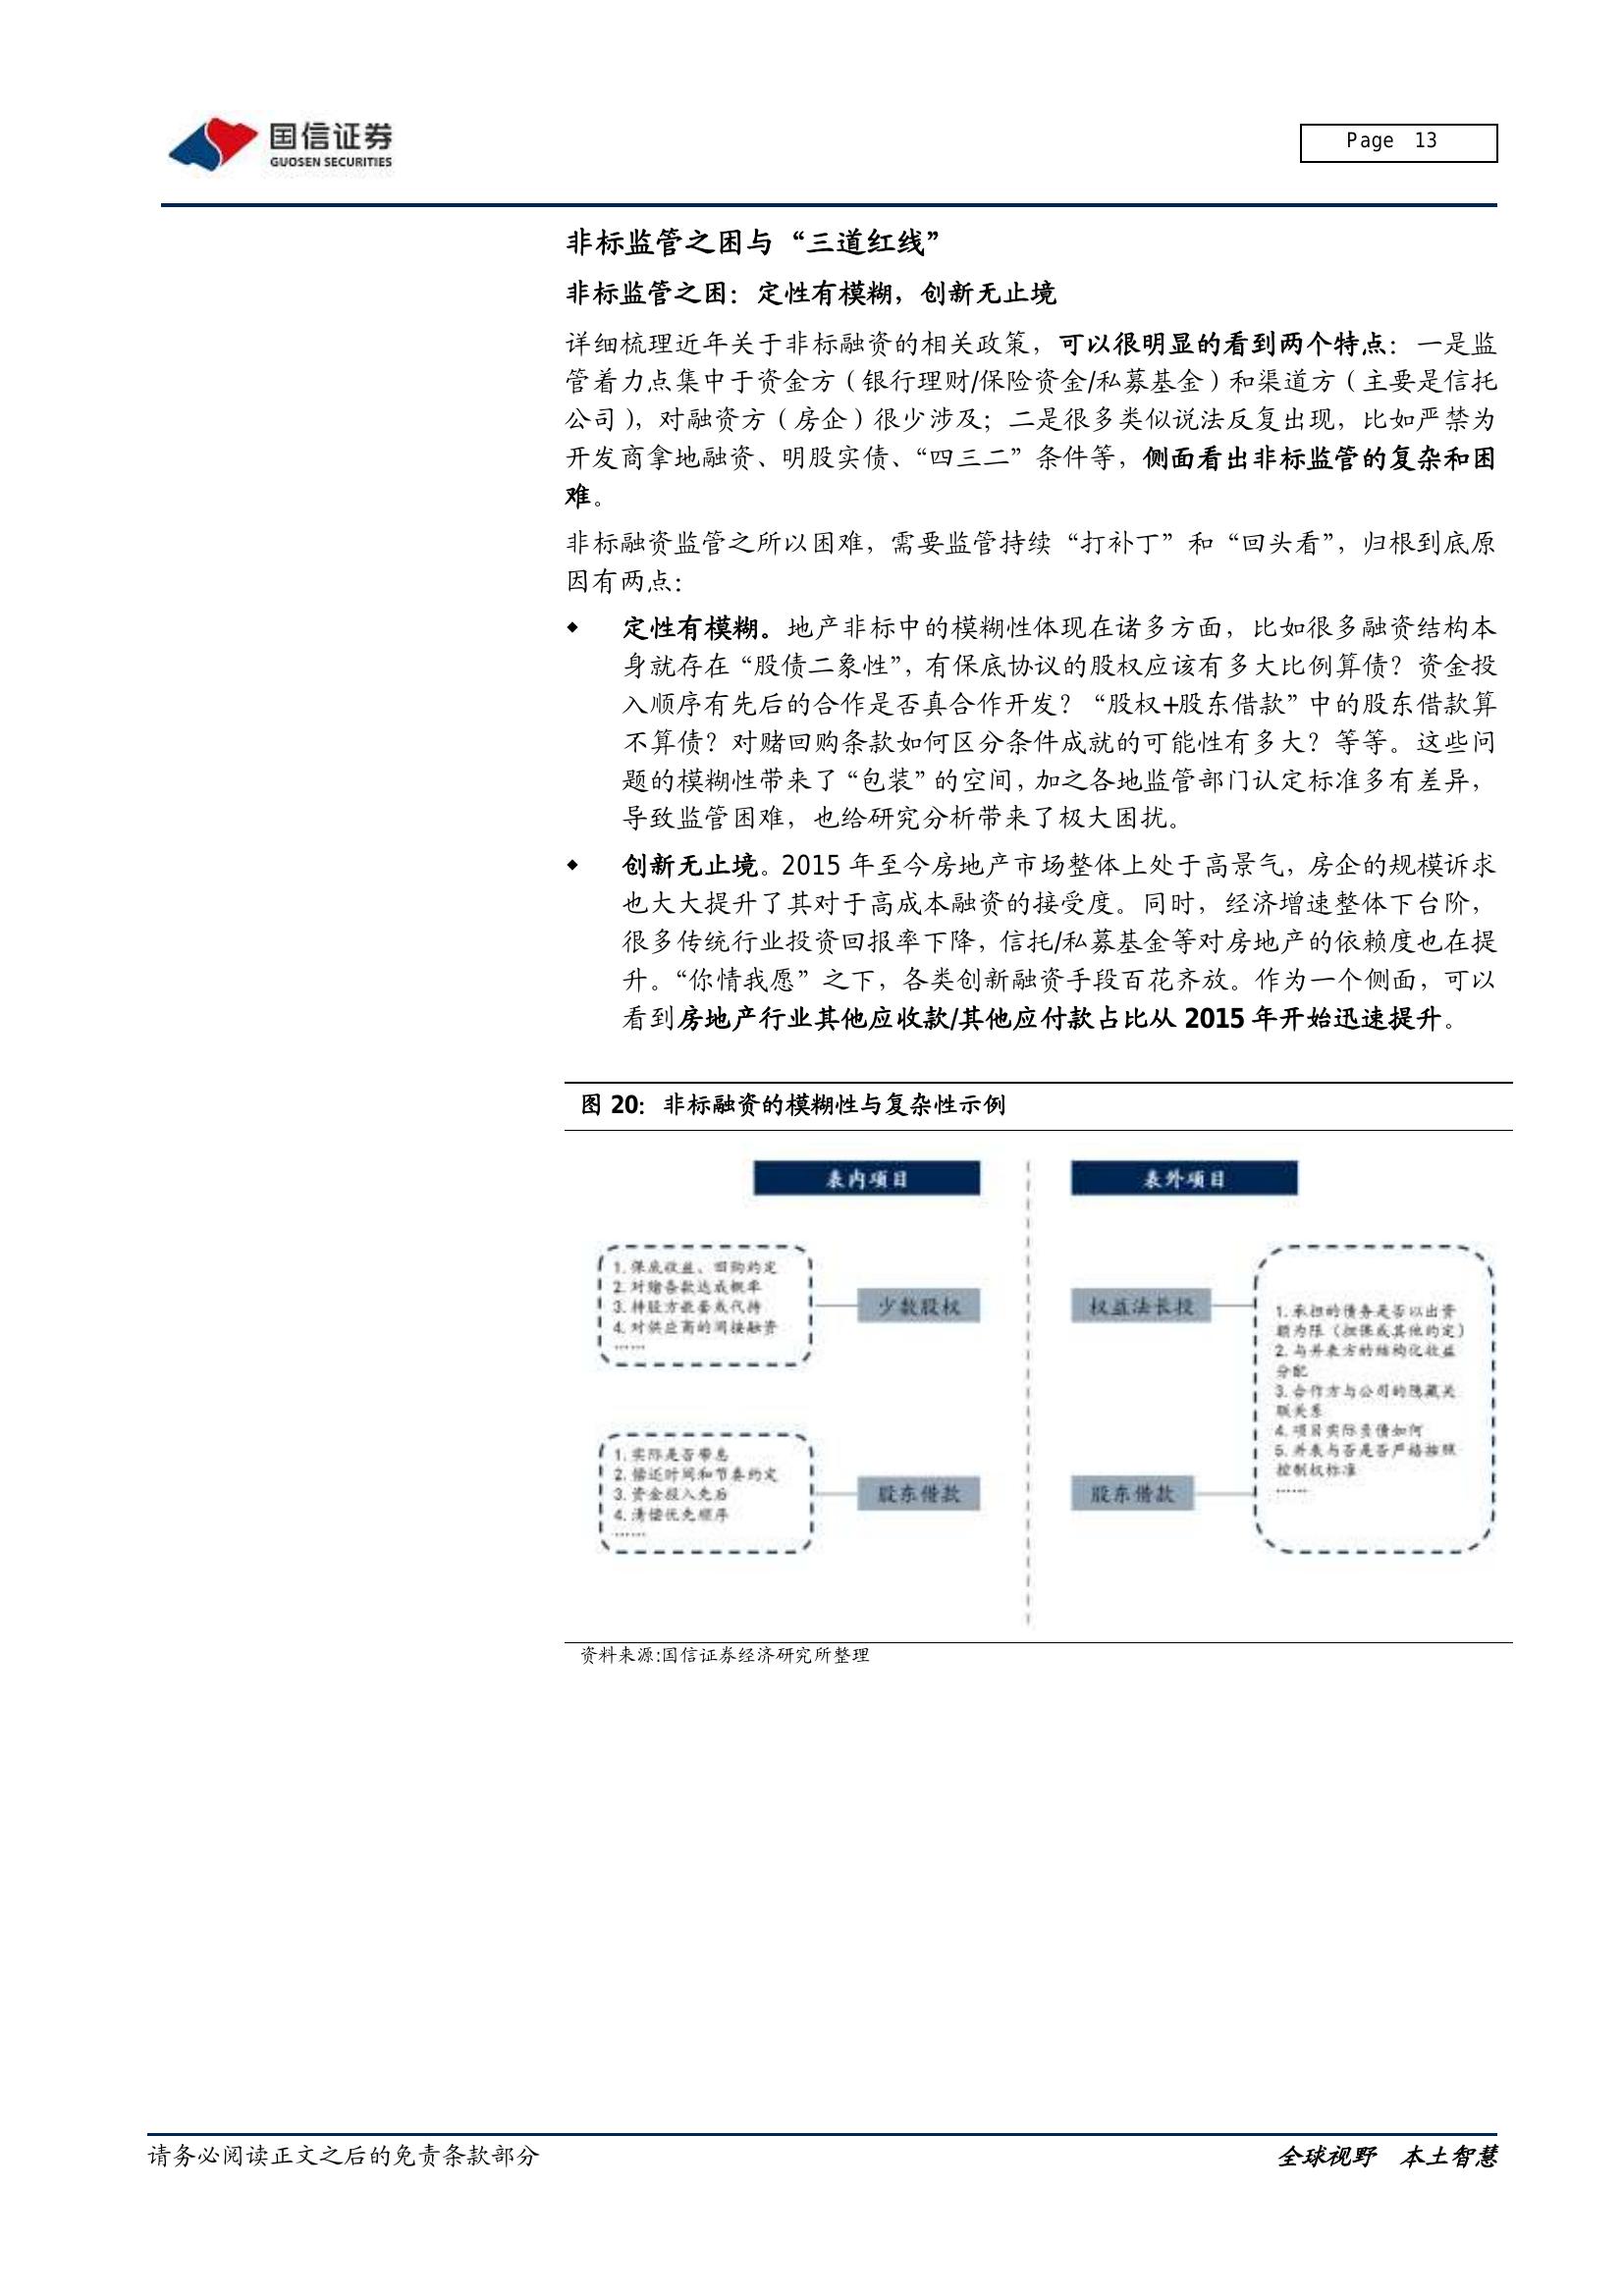 国信证券
GUOSEN SECURITIES
Page 13
非标监管之困与“三道红线”
非标监管之困：定性有模糊，创新无止境
详细梳理近年关于非标融资的相关政策，可以很明显的看到两个特点：一是监
管着力点集中于资金方（银行理财/保险资金/私募基金）和渠道方（主要是信托
公司），对融资方（房企）很少涉及；二是很多类似说法反复出现，比如严禁为
开发商拿地融资、明股实债、“四三二”条件等，侧面看出非标监管的复杂和困
难。
非标融资监管之所以困难，需要监管持续“打补丁”和“回头看”，归根到底原
因有两点：
◆ 定性有模糊。地产非标中的模糊性体现在诸多方面，比如很多融资结构本
身就存在“股债二象性”，有保底协议的股权应该有多大比例算债？资金投
入顺序有先后的合作是否真合作开发？“股权+股东借款”中的股东借款算
不算债？对赌回购条款如何区分条件成就的可能性有多大？等等。这些问
题的模糊性带来了“包装”的空间，加之各地监管部门认定标准多有差异，
导致监管困难，也给研究分析带来了极大困扰。
◆ 创新无止境。2015 年至今房地产市场整体上处于高景气，房企的规模诉求
也大大提升了其对于高成本融资的接受度。同时，经济增速整体下台阶，
很多传统行业投资回报率下降，信托/私募基金等对房地产的依赖度也在提
升。“你情我愿”之下，各类创新融资手段百花齐放。作为一个侧面，可以
看到房地产行业其他应收款/其他应付款占比从 2015 年开始迅速提升。
图 20：非标融资的模糊性与复杂性示例
表内项目
表外项目
1. 保底收益、回购约定
2. 对赌条款达成概率
3. 持股方嵌套或代持
4. 对供应商的间接融资
……
少数股权
权益法长投
1. 承担的债务是否以出资
额为限（担保或其他约定）
2. 与并表方的结构化收益
分配
3. 合作方与公司的隐藏关
联关系
4. 项目实际负债如何
5. 并表与否是否严格按照
控制权标准
……
1. 实际是否带息
2. 偿还时间和节奏约定
3. 资金投入先后
4. 清偿优先顺序
……
股东借款
股东借款
资料来源:国信证券经济研究所整理
请务必阅读正文之后的免责条款部分
全球视野 本土智慧